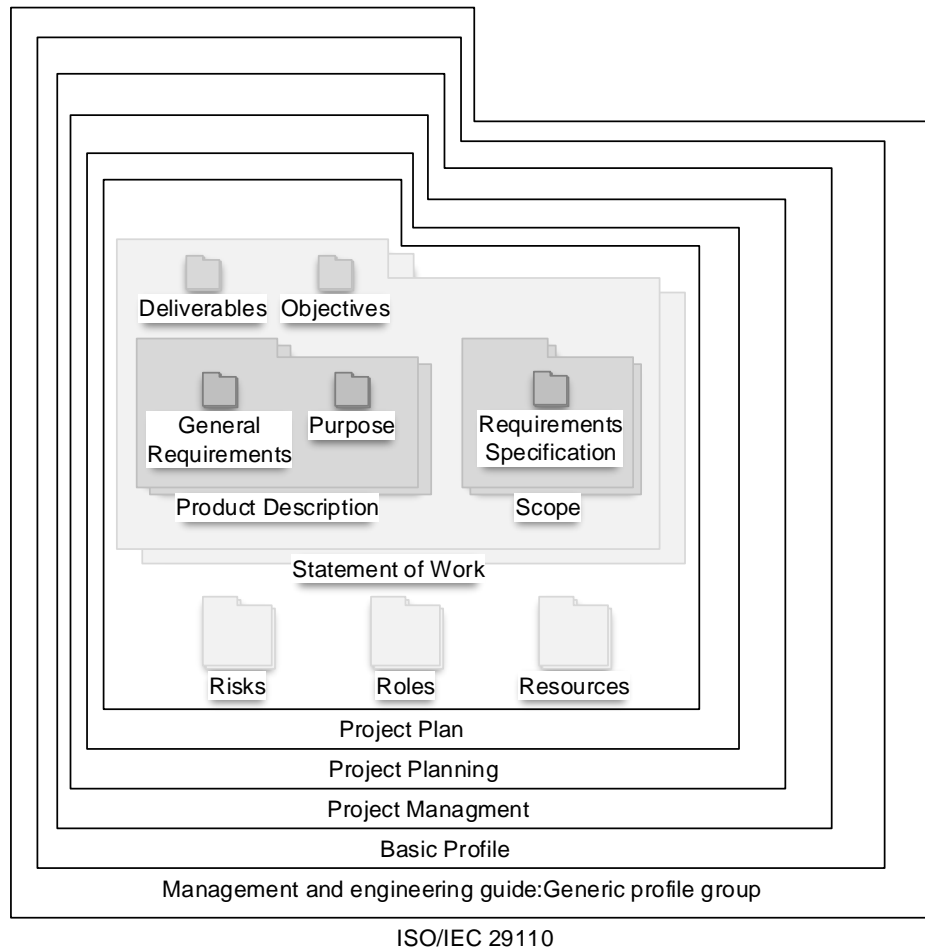 Deliverables
Objectives
General
Requirements
Purpose
Requirements
Specification
Product Description
Scope
Statement of Work
Risks
Roles
Resources
Project Plan
Project Planning
Project Managment
Basic Profile
Management and engineering guide:Generic profile group
ISO/IEC 29110